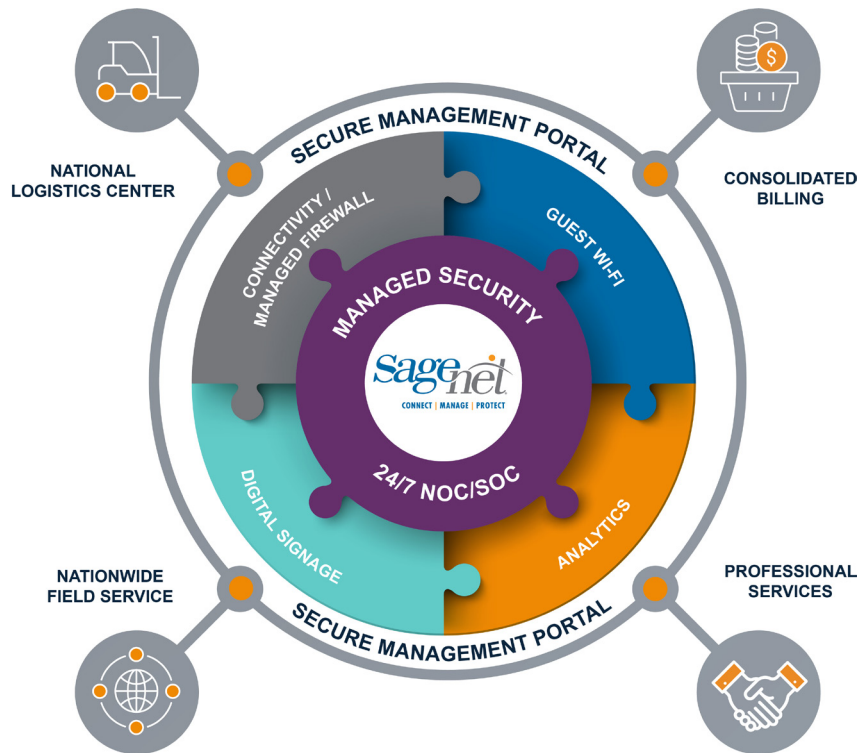 SECURE MANAGEMENT PORTAL
NATIONAL
LOGISTICS CENTER
CONSOLIDATED
BILLING
CONNECTIVITY /
MANAGED FIREWALL
GUEST WI-FI
MANAGED SECURITY
Sagenet
CONNECT | MANAGE | PROTECT
24/7 NOC/SOC
DIGITAL SIGNAGE
ANALYTICS
NATIONWIDE
FIELD SERVICE
PROFESSIONAL
SERVICES
SECURE MANAGEMENT PORTAL
$